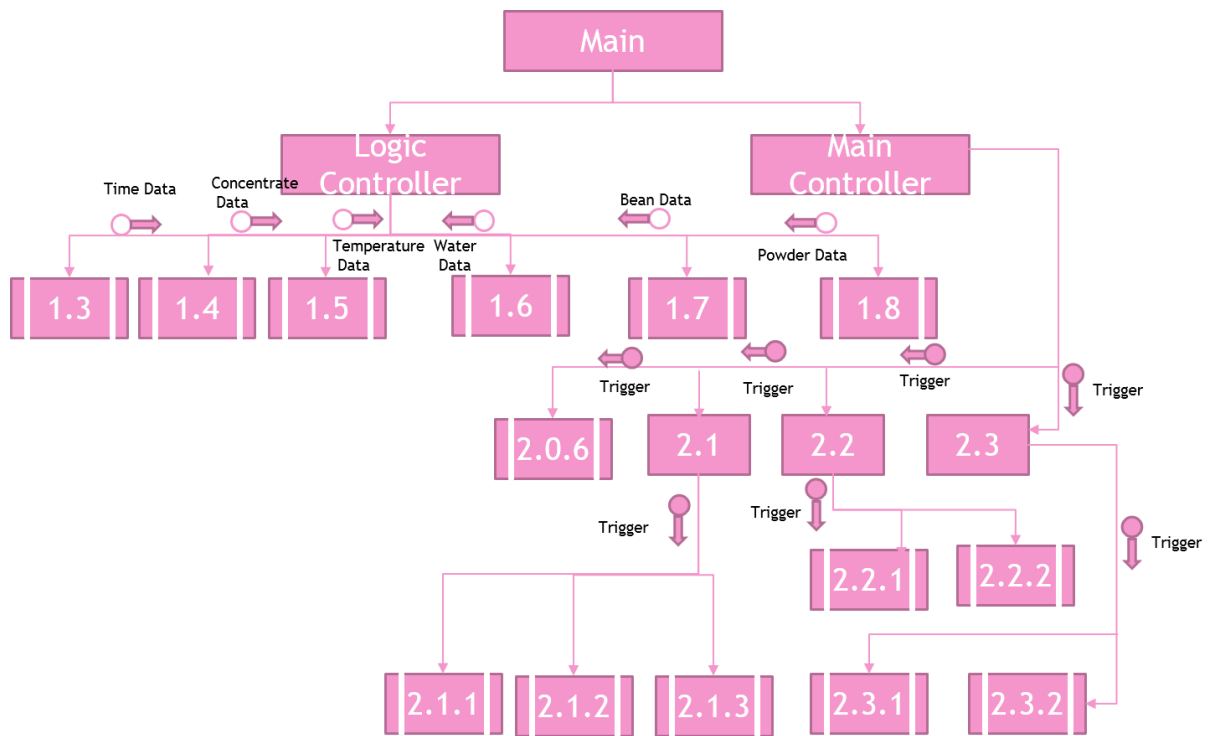 Main
Logic
Controller
Main
Controller
Time Data
Concentrate
Data
Bean Data
Temperature
Data
Water
Data
Powder Data
1.3
1.4
1.5
1.6
1.7
1.8
Trigger
Trigger
Trigger
Trigger
2.0.6
2.1
2.2
2.3
Trigger
Trigger
Trigger
2.2.1
2.2.2
2.1.1
2.1.2
2.1.3
2.3.1
2.3.2